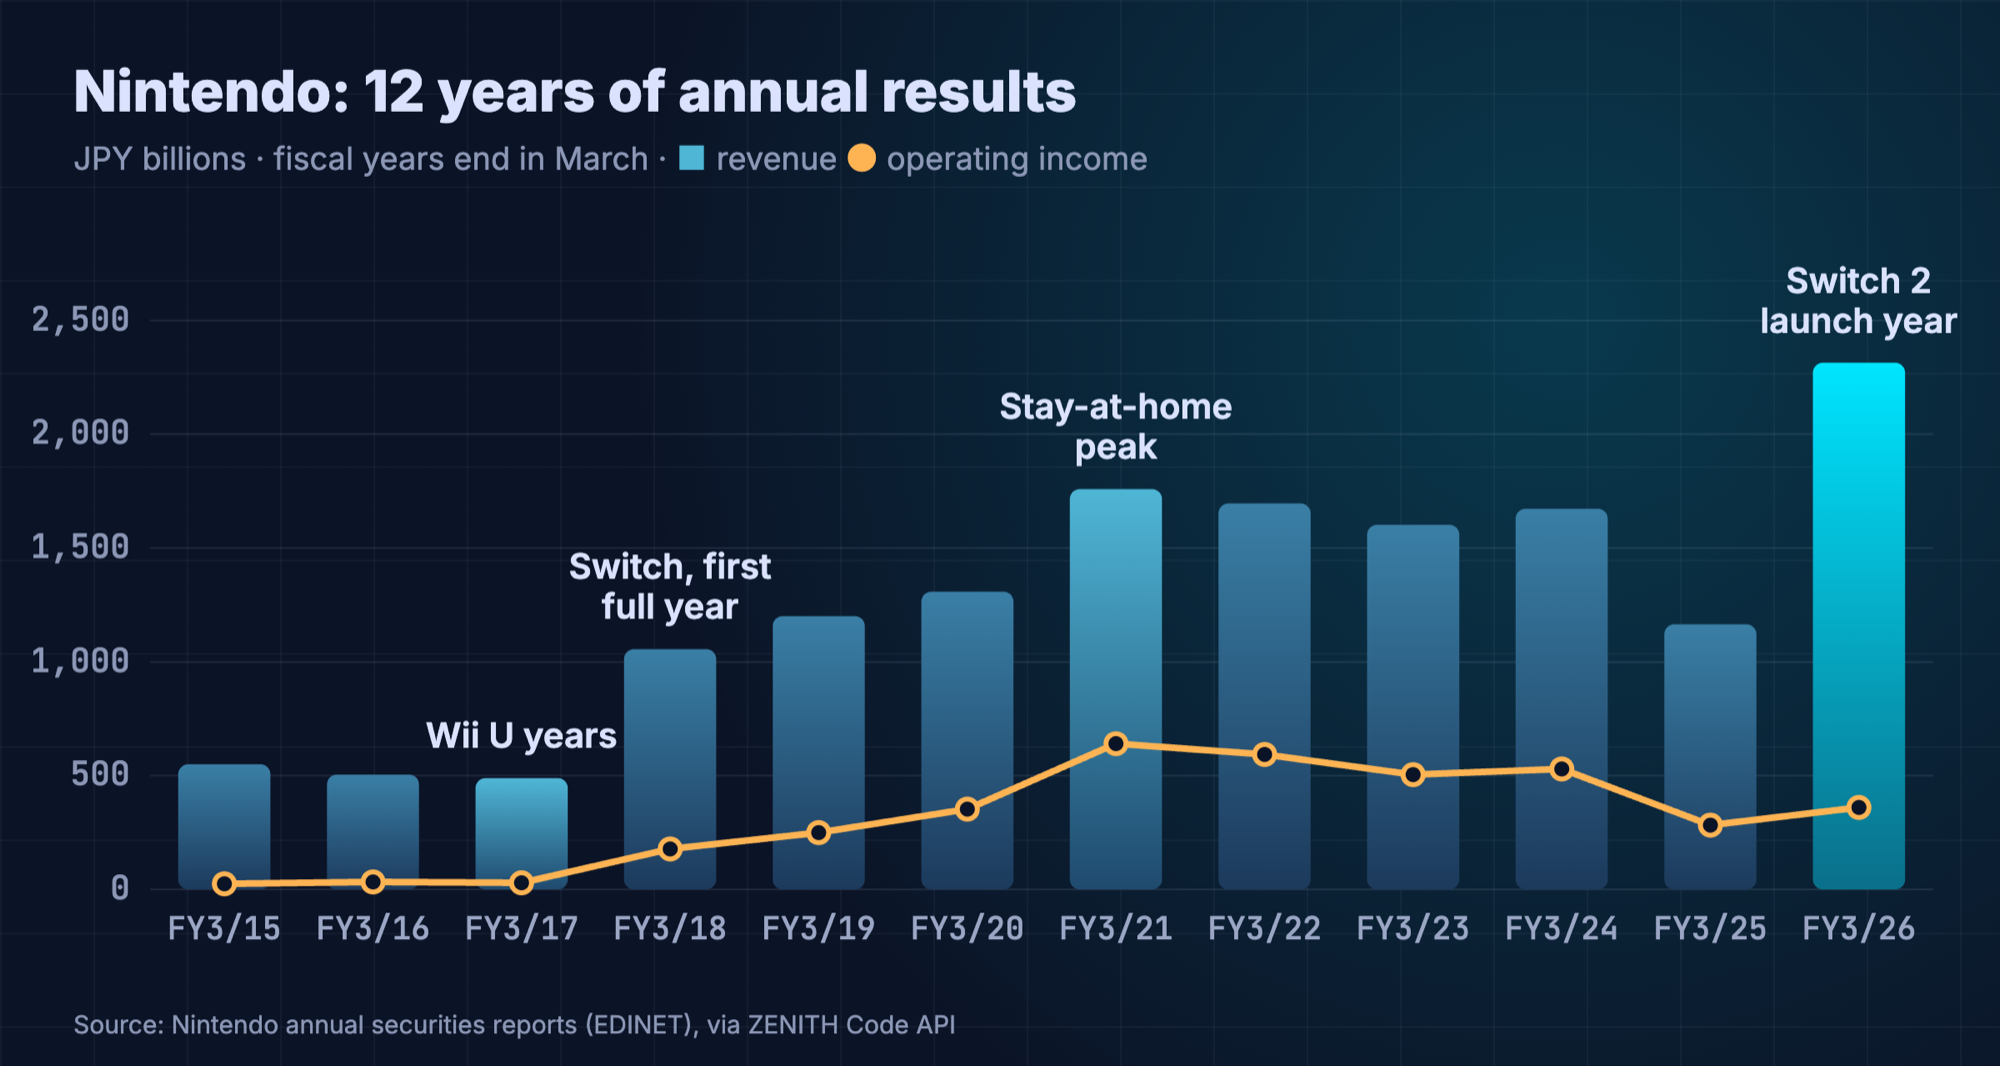 Nintendo: 12 years of annual results
JPY billions · fiscal years end in March · revenue operating income
Switch 2
launch year
2,500
Stay-at-home
peak
2,000
Switch, first
full year
1,500
1,000
Wii U years
500
0
FY3/15 FY3/16 FY3/17 FY3/18 FY3/19 FY3/20 FY3/21 FY3/22 FY3/23 FY3/24 FY3/25 FY3/26
Source: Nintendo annual securities reports (EDINET), via ZENITH Code API